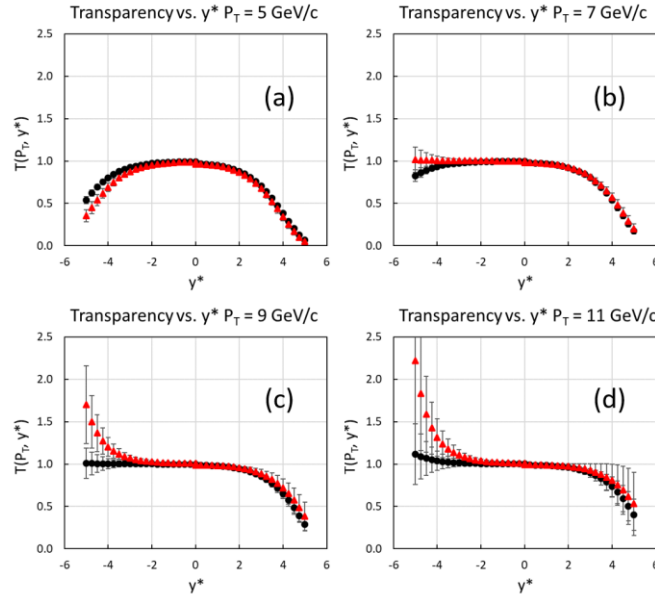 Transparency vs. y* P_T = 5 GeV/c
2.5
2.0
1.5
1.0
0.5
0.0
T(P_T, y*)
(a)
-6 -4 -2 0 2 4 6
y*
Transparency vs. y* P_T = 7 GeV/c
2.5
2.0
1.5
1.0
0.5
0.0
T(P_T, y*)
(b)
-6 -4 -2 0 2 4 6
y*
Transparency vs. y* P_T = 9 GeV/c
2.5
2.0
1.5
1.0
0.5
0.0
T(P_T, y*)
(c)
-6 -4 -2 0 2 4 6
y*
Transparency vs. y* P_T = 11 GeV/c
2.5
2.0
1.5
1.0
0.5
0.0
T(P_T, y*)
(d)
-6 -4 -2 0 2 4 6
y*